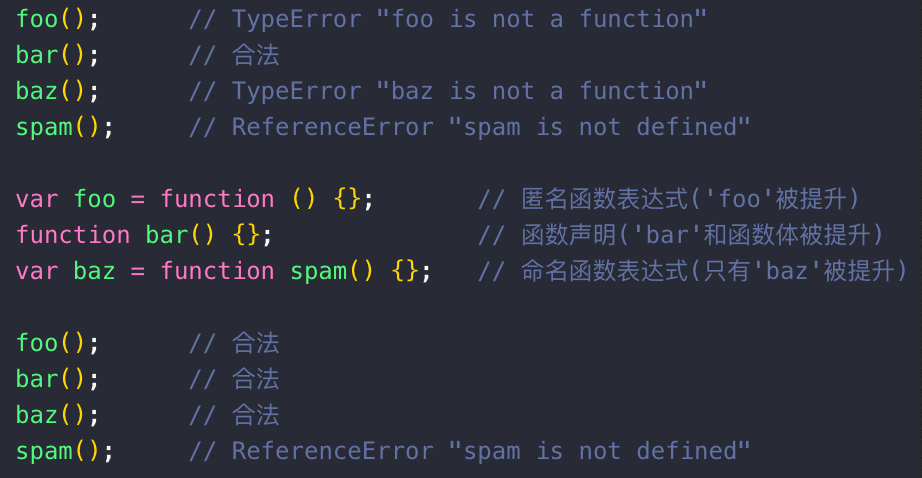 foo();      // TypeError "foo is not a function"
bar();      // 合法
baz();      // TypeError "baz is not a function"
spam();     // ReferenceError "spam is not defined"
var foo = function () {};       // 匿名函数表达式('foo'被提升)
function bar() {};              // 函数声明('bar'和函数体被提升)
var baz = function spam() {};   // 命名函数表达式(只有'baz'被提升)
foo();      // 合法
bar();      // 合法
baz();      // 合法
spam();     // ReferenceError "spam is not defined"